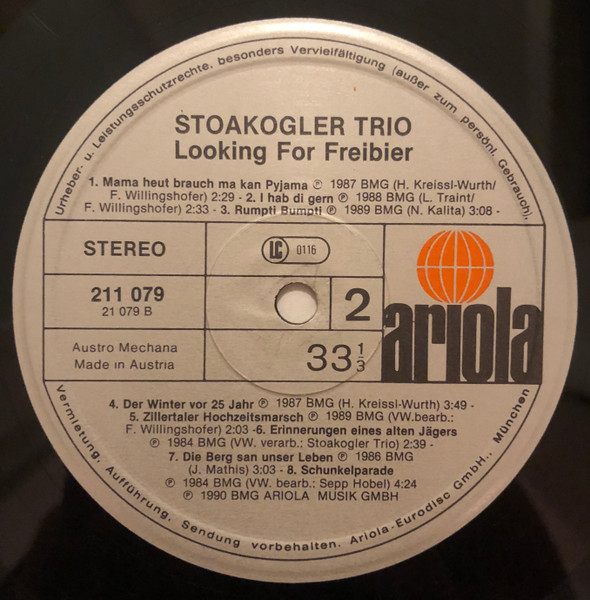 Urheber- u. Leistungsschutzrechte, besonders Vervielfältigung (außer zum persönl. Gebrauch),
STOAKOGLER TRIO
Looking For Freibier
1. Mama heut brauch ma kan Pyjama ℗ 1987 BMG (H. Kreissl-Wurth/
F. Willingshofer) 2:29 - 2. I hab di gern ℗ 1988 BMG (L. Traint/
F. Willingshofer) 2:33 - 3. Rumpti Bumpti ℗ 1989 BMG (N. Kalita) 3:08 -
STEREO
LC 0116
211 079
21 079 B
2
ariola
Austro Mechana
Made in Austria
33 1/3
4. Der Winter vor 25 Jahr ℗ 1987 BMG (H. Kreissl-Wurth) 3:49 -
5. Zillertaler Hochzeitsmarsch ℗ 1989 BMG (VW.bearb.:
F. Willingshofer) 2:03 -6. Erinnerungen eines alten Jägers
℗ 1984 BMG (VW. verarb.: Stoakogler Trio) 2:39 -
7. Die Berg san unser Leben ℗ 1986 BMG
(J. Mathis) 3:03 - 8. Schunkelparade
℗ 1984 BMG (VW. bearb.: Sepp Hobel) 4:24
℗ 1990 BMG ARIOLA MUSIK GMBH
Vermietung, Aufführung, Sendung vorbehalten. Ariola-Eurodisc GmbH., München